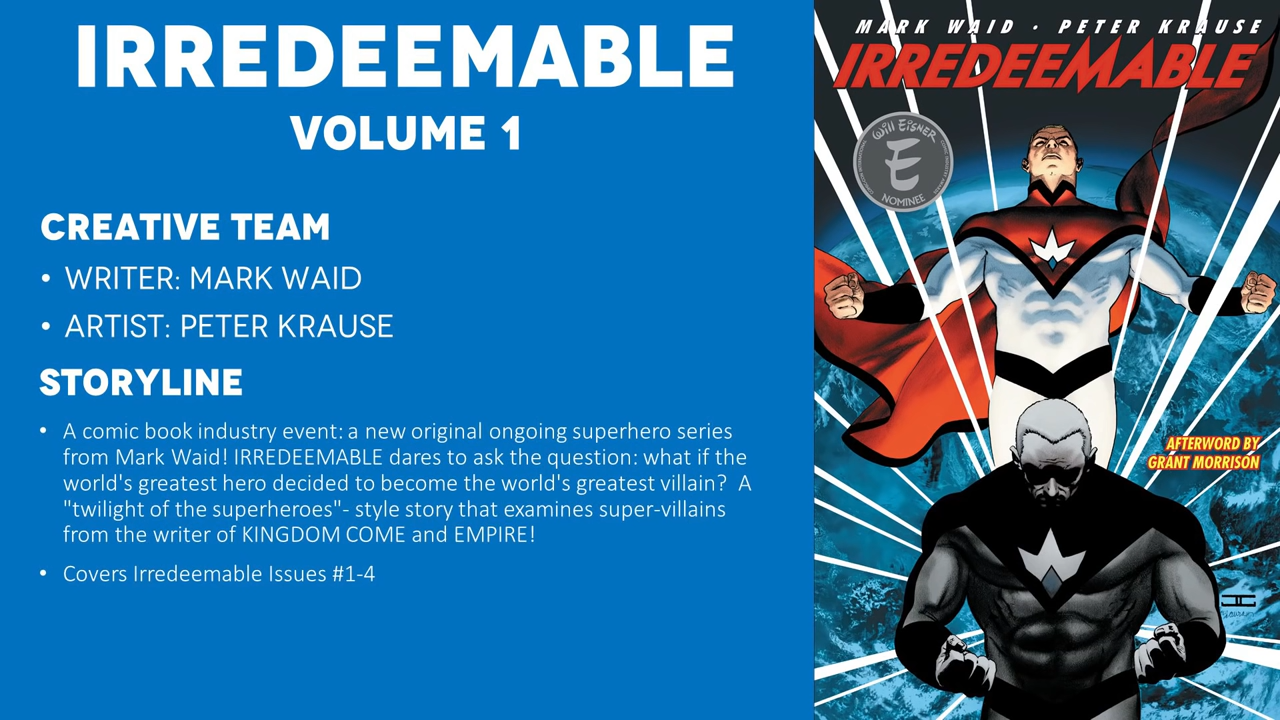 IRREDEEMABLE
VOLUME 1
CREATIVE TEAM
• WRITER: MARK WAID
• ARTIST: PETER KRAUSE
STORYLINE
• A comic book industry event: a new original ongoing superhero series
from Mark Waid! IRREDEEMABLE dares to ask the question: what if the
world's greatest hero decided to become the world's greatest villain?  A
"twilight of the superheroes"- style story that examines super-villains
from the writer of KINGDOM COME and EMPIRE!
• Covers Irredeemable Issues #1-4
MARK WAID • PETER KRAUSE
IRREDEEMABLE
WILL EISNER
E
NOMINEE
AFTERWORD BY
GRANT MORRISON